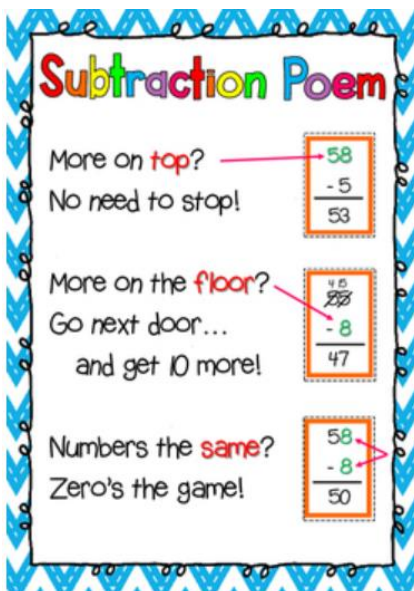 Subtraction Poem
More on top?
No need to stop!
58
- 5
53
More on the floor?
Go next door...
and get 10 more!
4 15
55
- 8
47
Numbers the same?
Zero's the game!
58
- 8
50